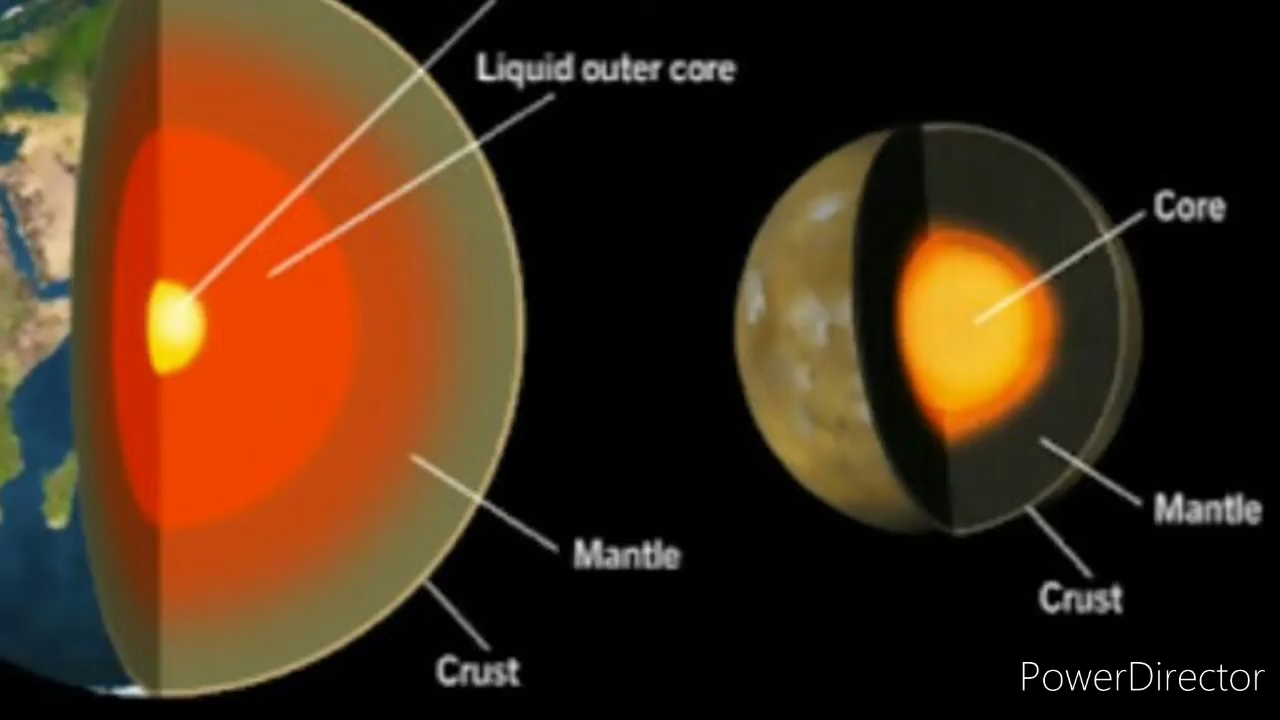 Liquid outer core
Core
Mantle
Mantle
Crust
Crust
PowerDirector